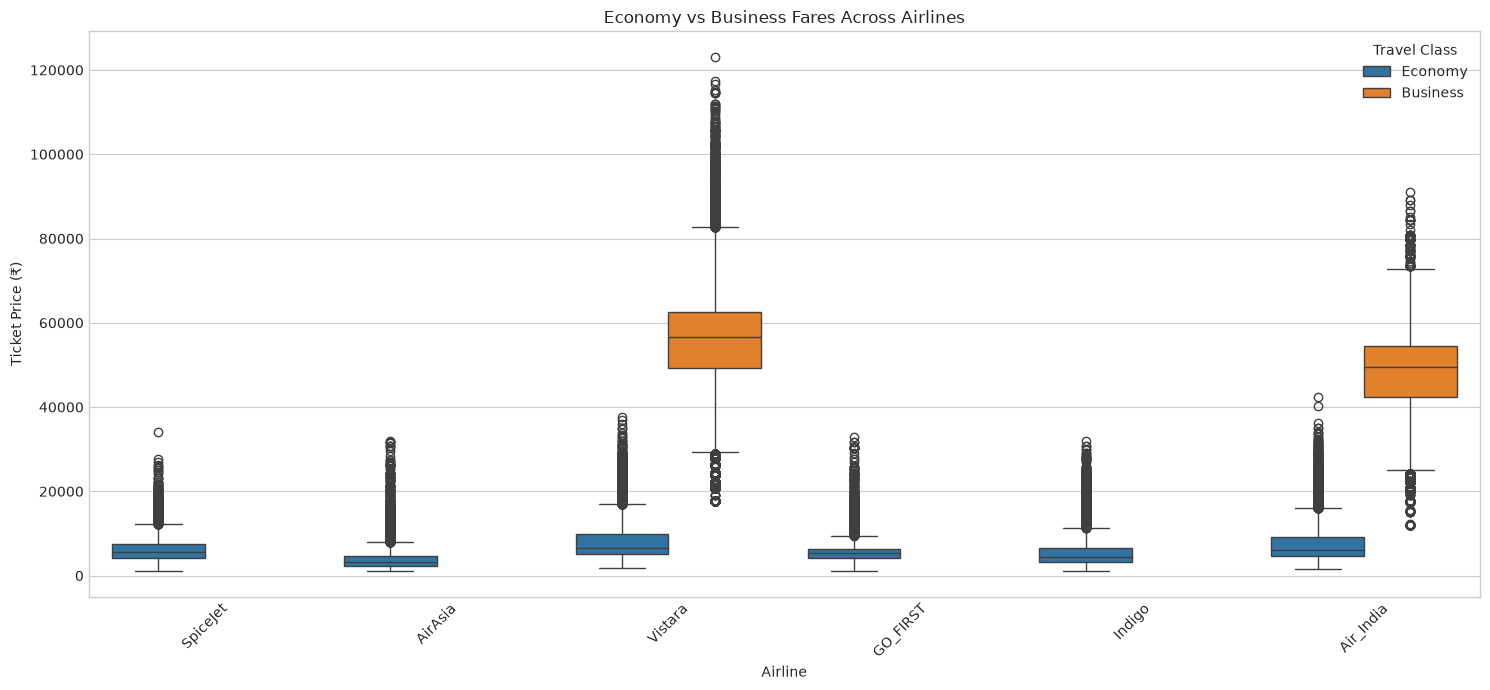 Economy vs Business Fares Across Airlines
Travel Class
Economy
Business
Ticket Price (₹)
120000
100000
80000
60000
40000
20000
0
SpiceJet
AirAsia
Vistara
GO_FIRST
Indigo
Air_India
Airline